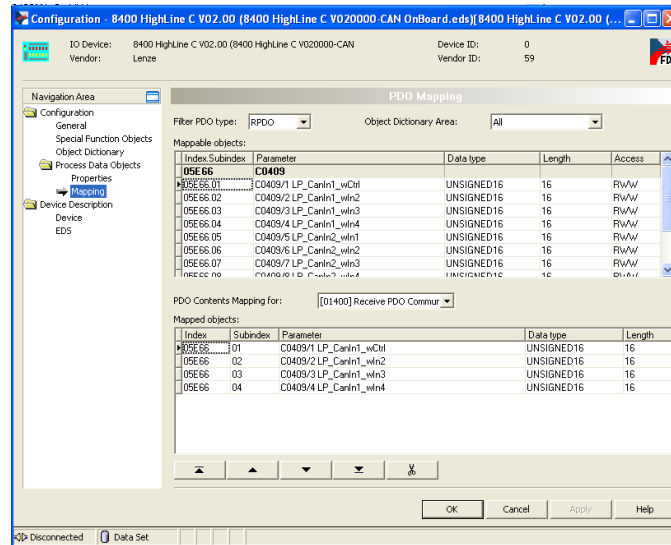 Configuration - 8400 HighLine C V02.00 (8400 HighLine C V020000-CAN OnBoard.eds)[8400 HighLine C V02.00 (...
IO Device: 8400 HighLine C V02.00 (8400 HighLine C V020000-CAN Device ID: 0
Vendor: Lenze Vendor ID: 59
FD
Navigation Area
PDO Mapping
Configuration
General
Special Function Objects
Object Dictionary
Process Data Objects
Properties
Mapping
Device Description
Device
EDS
Filter PDO type: RPDO Object Dictionary Area: All
Mappable objects:
Index.Subindex Parameter Data type Length Access
05E66 C0409
05E66.01 C0409/1 LP_CanIn1_wCtrl UNSIGNED16 16 RWW
05E66.02 C0409/2 LP_CanIn1_wIn2 UNSIGNED16 16 RWW
05E66.03 C0409/3 LP_CanIn1_wIn3 UNSIGNED16 16 RWW
05E66.04 C0409/4 LP_CanIn1_wIn4 UNSIGNED16 16 RWW
05E66.05 C0409/5 LP_CanIn2_wIn1 UNSIGNED16 16 RWW
05E66.06 C0409/6 LP_CanIn2_wIn2 UNSIGNED16 16 RWW
05E66.07 C0409/7 LP_CanIn2_wIn3 UNSIGNED16 16 RWW
05E66.08 C0409/8 LP_CanIn2_wIn4 UNSIGNED16 16 RWW
PDO Contents Mapping for: [01400] Receive PDO Commur
Mapped objects:
Index Subindex Parameter Data type Length
05E66 01 C0409/1 LP_CanIn1_wCtrl UNSIGNED16 16
05E66 02 C0409/2 LP_CanIn1_wIn2 UNSIGNED16 16
05E66 03 C0409/3 LP_CanIn1_wIn3 UNSIGNED16 16
05E66 04 C0409/4 LP_CanIn1_wIn4 UNSIGNED16 16
OK Cancel Apply Help
Disconnected Data Set